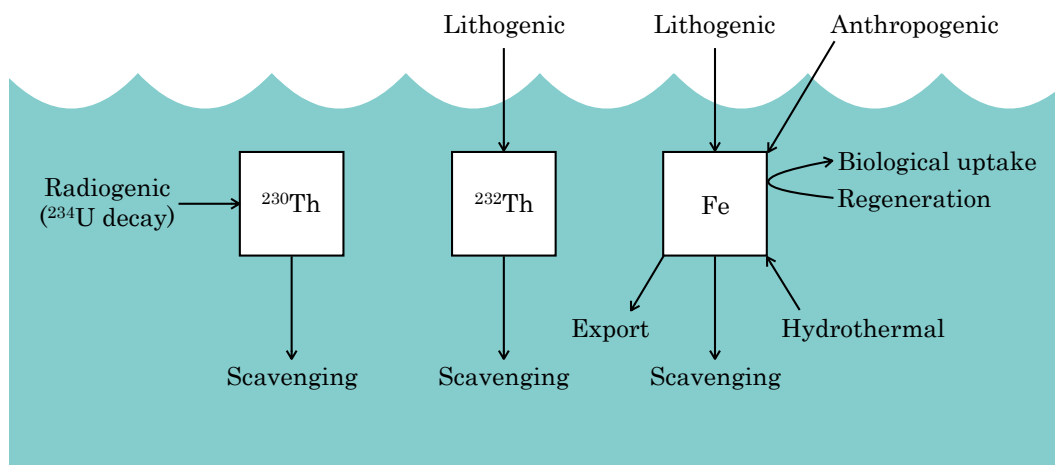 Lithogenic
Lithogenic
Anthropogenic
Radiogenic
(²³⁴U decay)
²³⁰Th
²³²Th
Fe
Biological uptake
Regeneration
Export
Hydrothermal
Scavenging
Scavenging
Scavenging